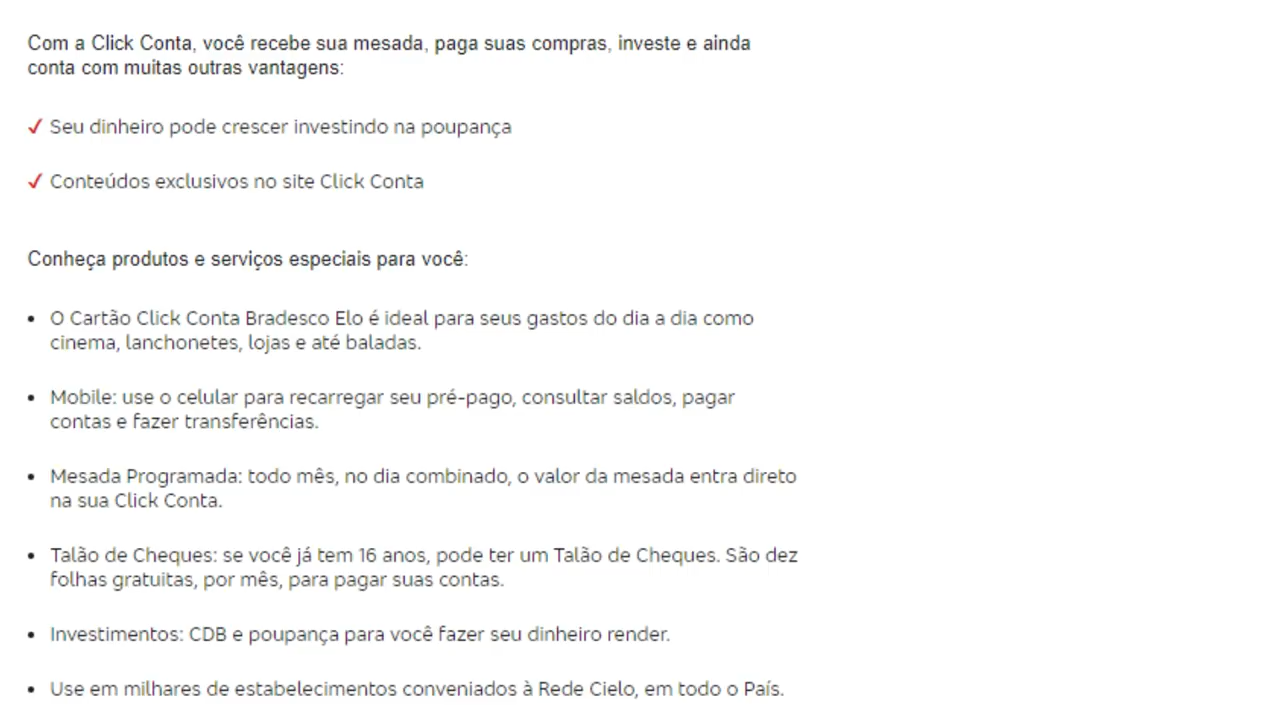 Com a Click Conta, você recebe sua mesada, paga suas compras, investe e ainda
conta com muitas outras vantagens:
✓ Seu dinheiro pode crescer investindo na poupança
✓ Conteúdos exclusivos no site Click Conta
Conheça produtos e serviços especiais para você:
• O Cartão Click Conta Bradesco Elo é ideal para seus gastos do dia a dia como
cinema, lanchonetes, lojas e até baladas.
• Mobile: use o celular para recarregar seu pré-pago, consultar saldos, pagar
contas e fazer transferências.
• Mesada Programada: todo mês, no dia combinado, o valor da mesada entra direto
na sua Click Conta.
• Talão de Cheques: se você já tem 16 anos, pode ter um Talão de Cheques. São dez
folhas gratuitas, por mês, para pagar suas contas.
• Investimentos: CDB e poupança para você fazer seu dinheiro render.
• Use em milhares de estabelecimentos conveniados à Rede Cielo, em todo o País.